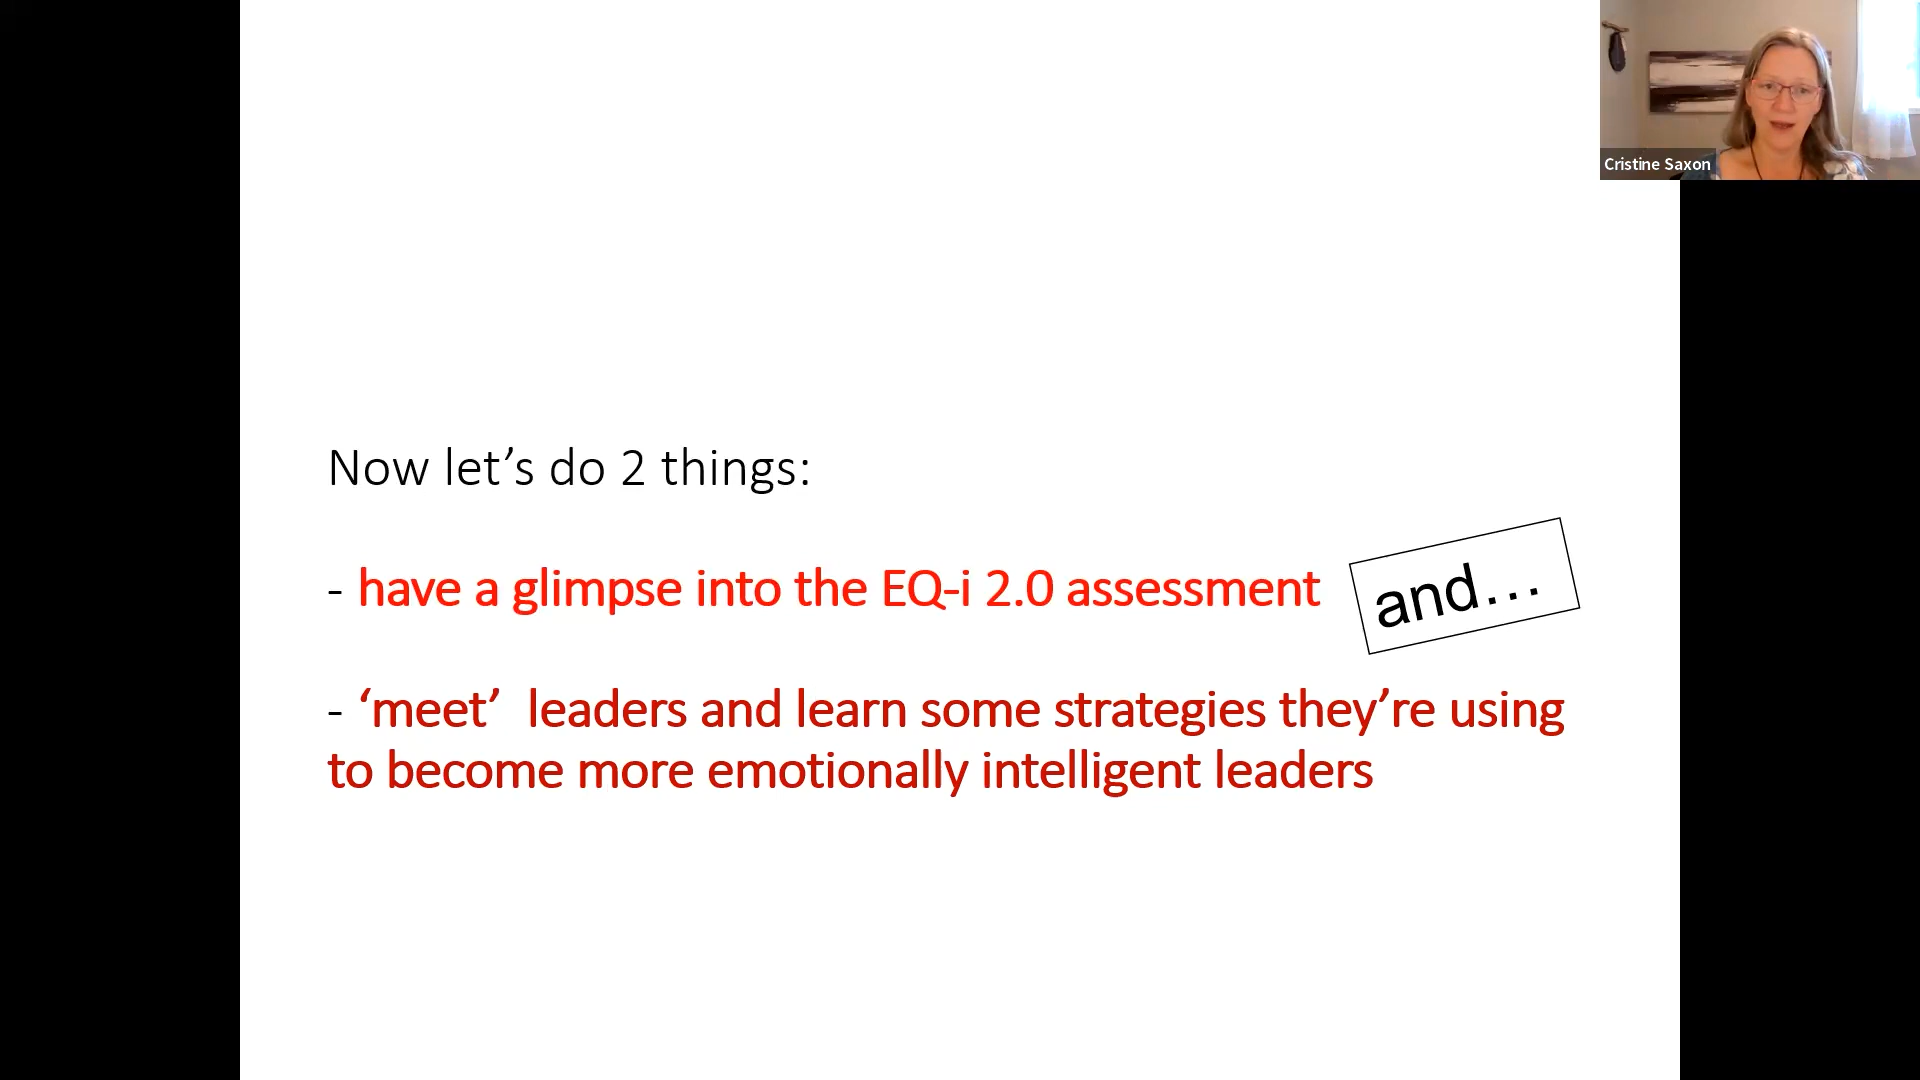 Cristine Saxon
Now let’s do 2 things:
- have a glimpse into the EQ-i 2.0 assessment
and...
- ‘meet’  leaders and learn some strategies they’re using
to become more emotionally intelligent leaders